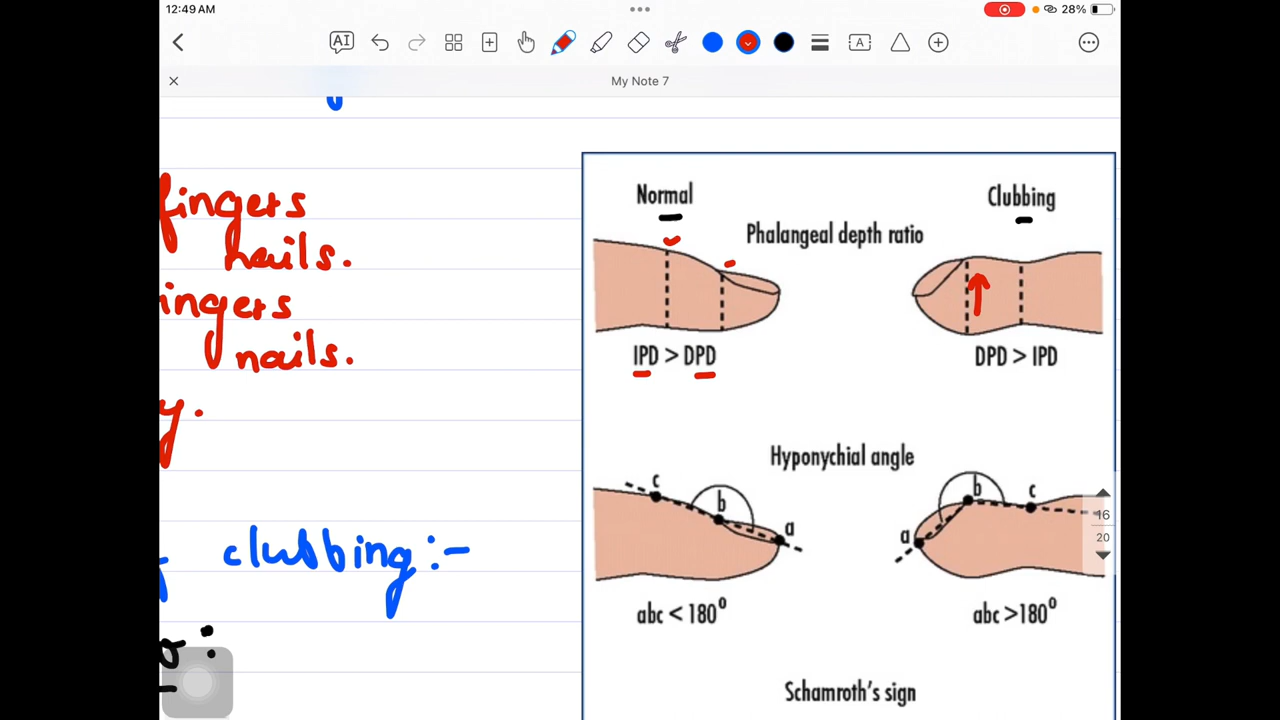 12:49 AM
28%
AI
A
My Note 7
fingers
nails.
ingers
nails.
y.
clubbing:-
Normal
Clubbing
Phalangeal depth ratio
IPD > DPD
DPD > IPD
Hyponychial angle
c
b
a
b
c
a
abc < 180°
abc >180°
Schamroth's sign
16
20